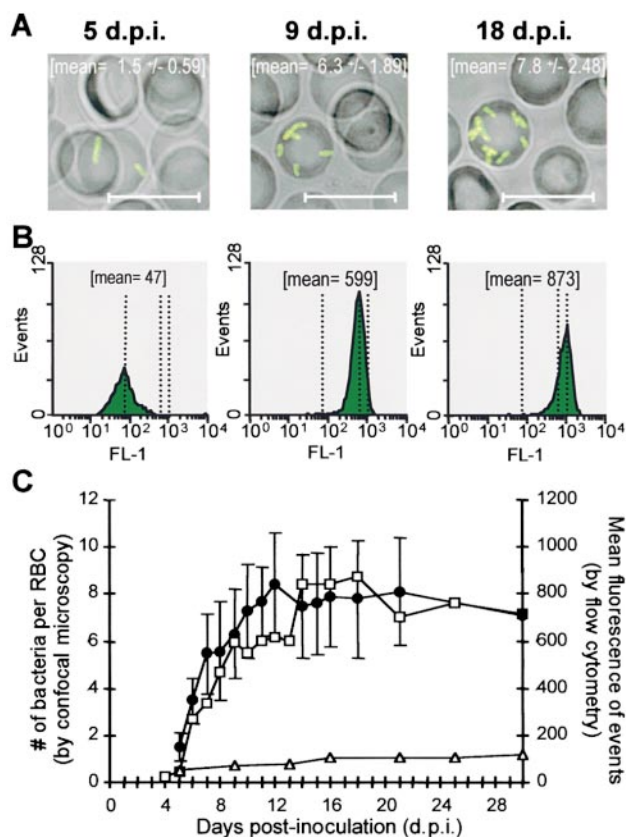 A
5 d.p.i. 9 d.p.i. 18 d.p.i.
[mean= 1.5 +/- 0.59] [mean= 6.3 +/- 1.89] [mean= 7.8 +/- 2.48]
B
128 128 128
[mean= 47] [mean= 599] [mean= 873]
Events Events Events
0 0 0
10⁰ 10¹ 10² 10³ 10⁴ 10⁰ 10¹ 10² 10³ 10⁴ 10⁰ 10¹ 10² 10³ 10⁴
FL-1 FL-1 FL-1
C
# of bacteria per RBC
(by confocal microscopy)
12
10
8
6
4
2
0
1200
1000
800
600
400
200
0
Mean fluorescence of events
(by flow cytometry)
0 4 8 12 16 20 24 30
Days post-inoculation (d.p.i.)